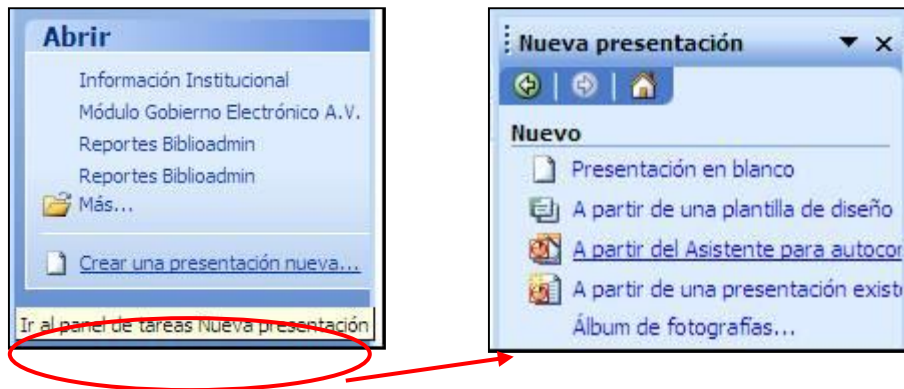 Abrir
Información Institucional
Módulo Gobierno Electrónico A.V.
Reportes Biblioadmin
Reportes Biblioadmin
Más...
Crear una presentación nueva...
Ir al panel de tareas Nueva presentación
Nueva presentación
Nuevo
Presentación en blanco
A partir de una plantilla de diseño
A partir del Asistente para autocor
A partir de una presentación exist
Álbum de fotografías...